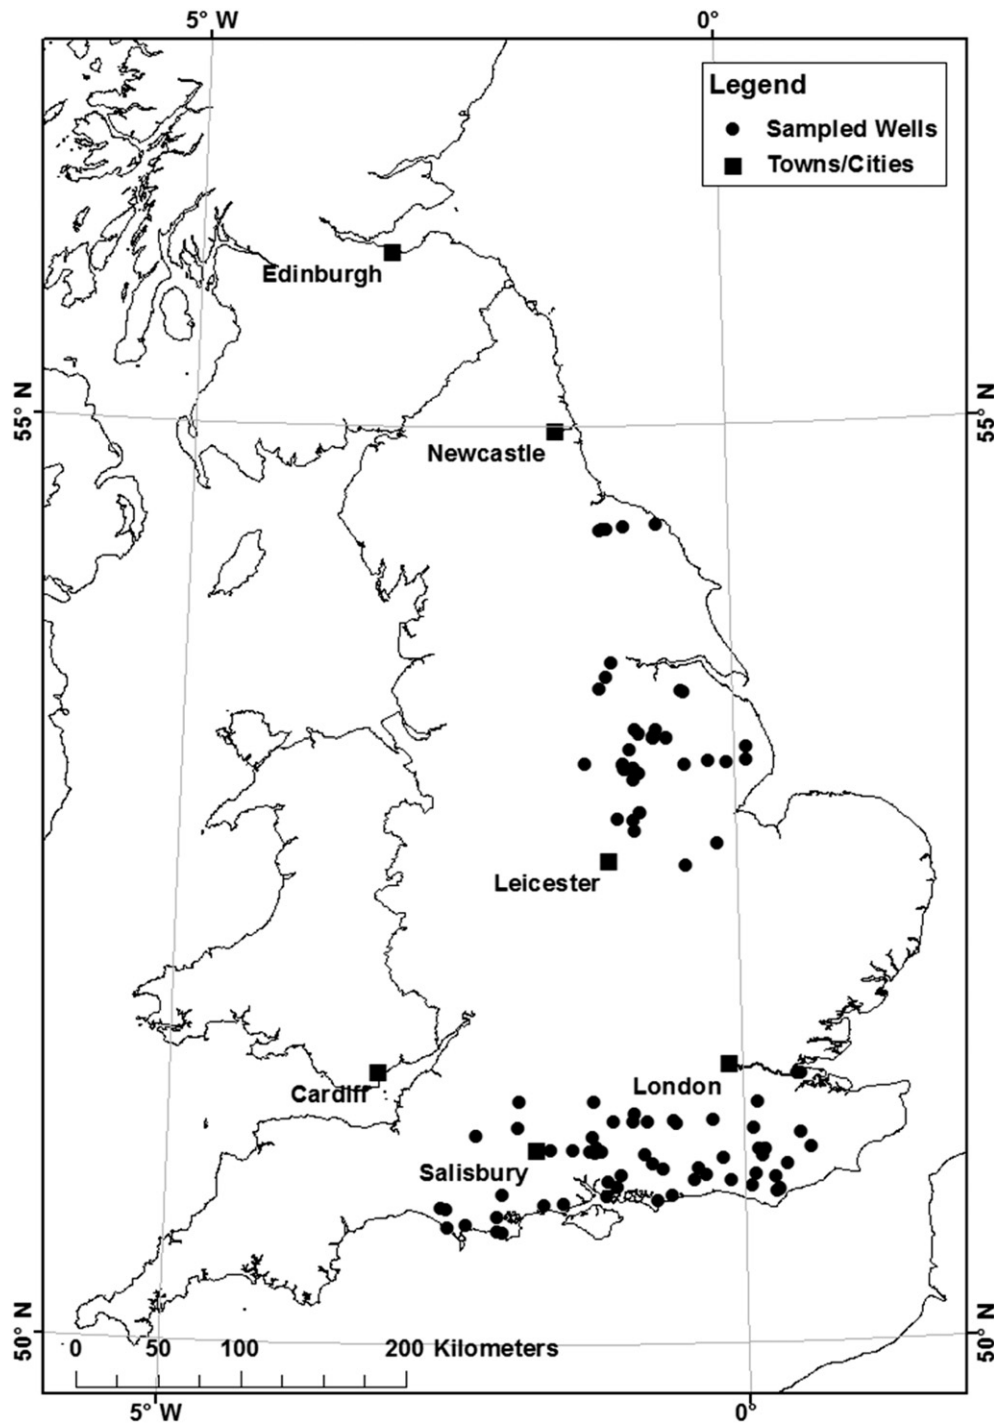 5° W 0°
Legend
Sampled Wells
Towns/Cities
Edinburgh
55° N 55° N
Newcastle
Leicester
London
Cardiff
Salisbury
50° N 50° N
0 50 100 200 Kilometers
5° W 0°